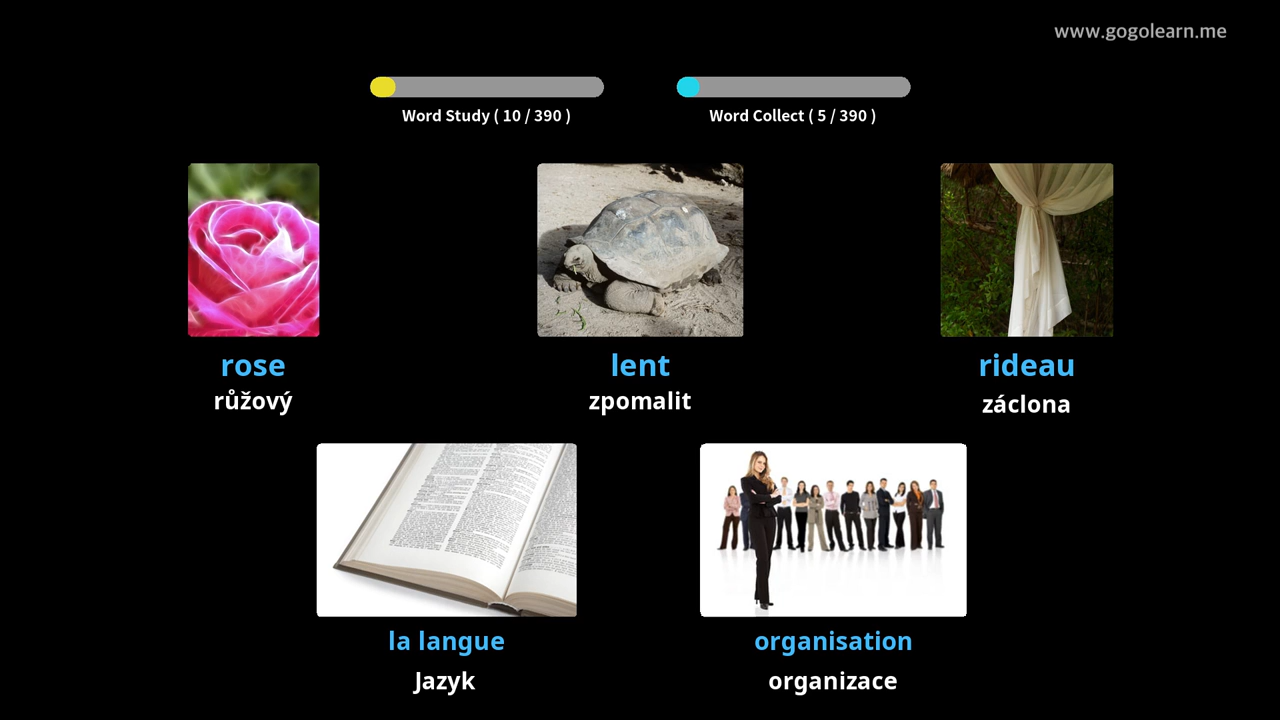 www.gogolearn.me
Word Study ( 10 / 390 )
Word Collect ( 5 / 390 )
rose
růžový
lent
zpomalit
rideau
záclona
la langue
Jazyk
organisation
organizace